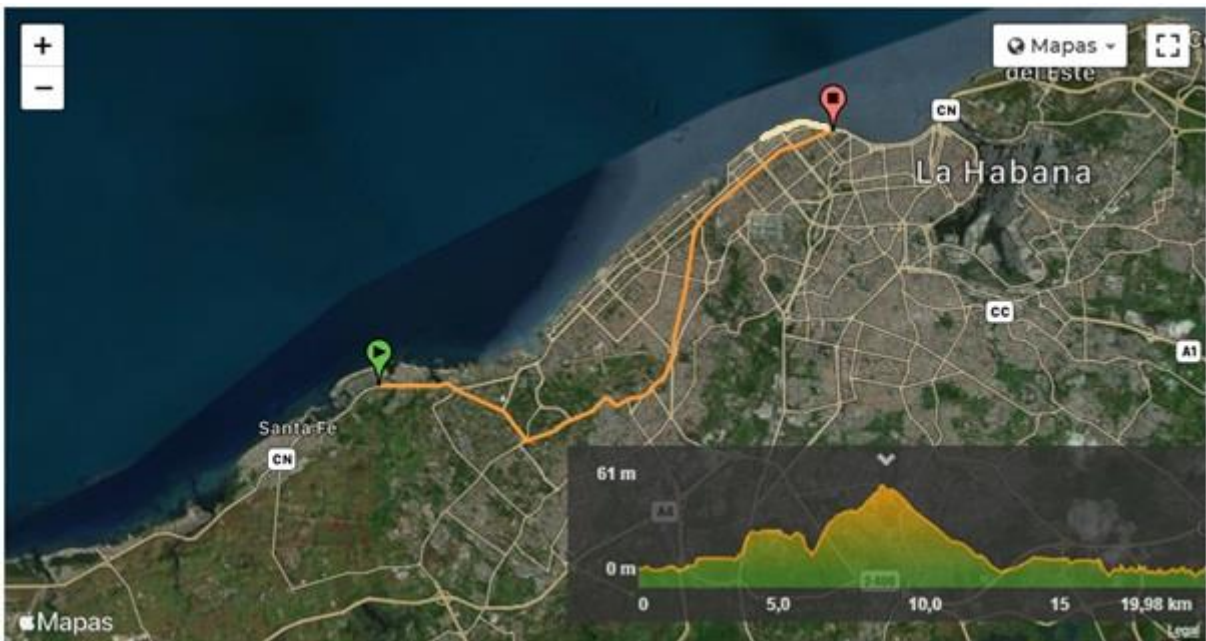 +
Mapas
−
del Este
CN
La Habana
CC
A1
Santa Fe
CN
61 m
0 m
0 5,0 10,0 15 19,98 km
Mapas
Legal